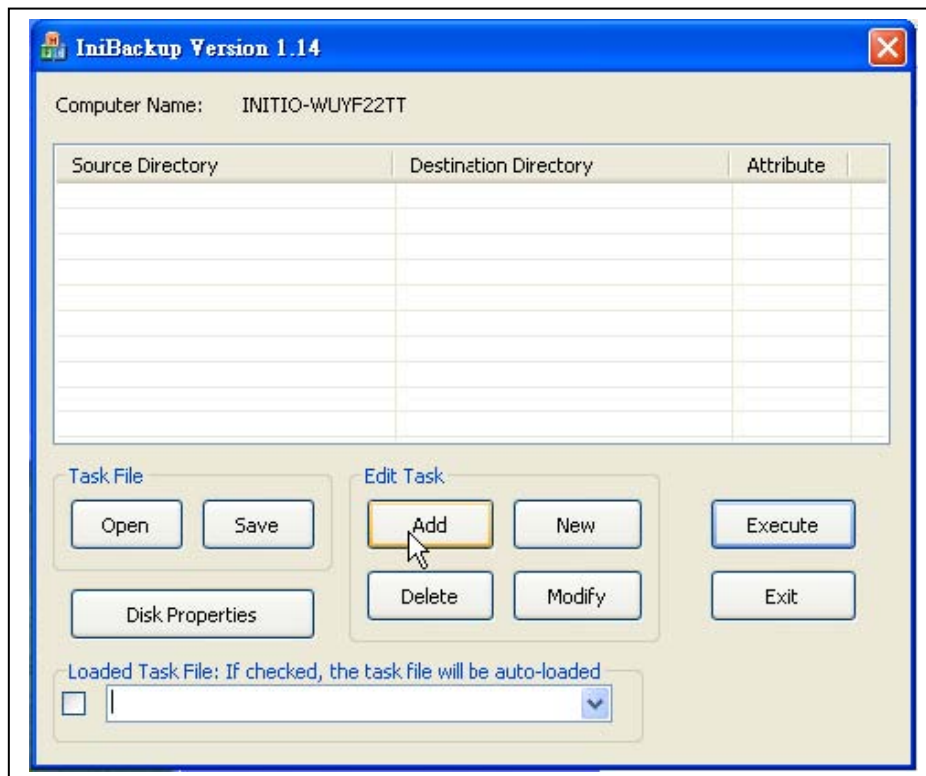 IniBackup Version 1.14
Computer Name: INITIO-WUYF22TT
Source Directory Destination Directory Attribute
Task File
Edit Task
Open Save Add New Execute
Disk Properties Delete Modify Exit
Loaded Task File: If checked, the task file will be auto-loaded